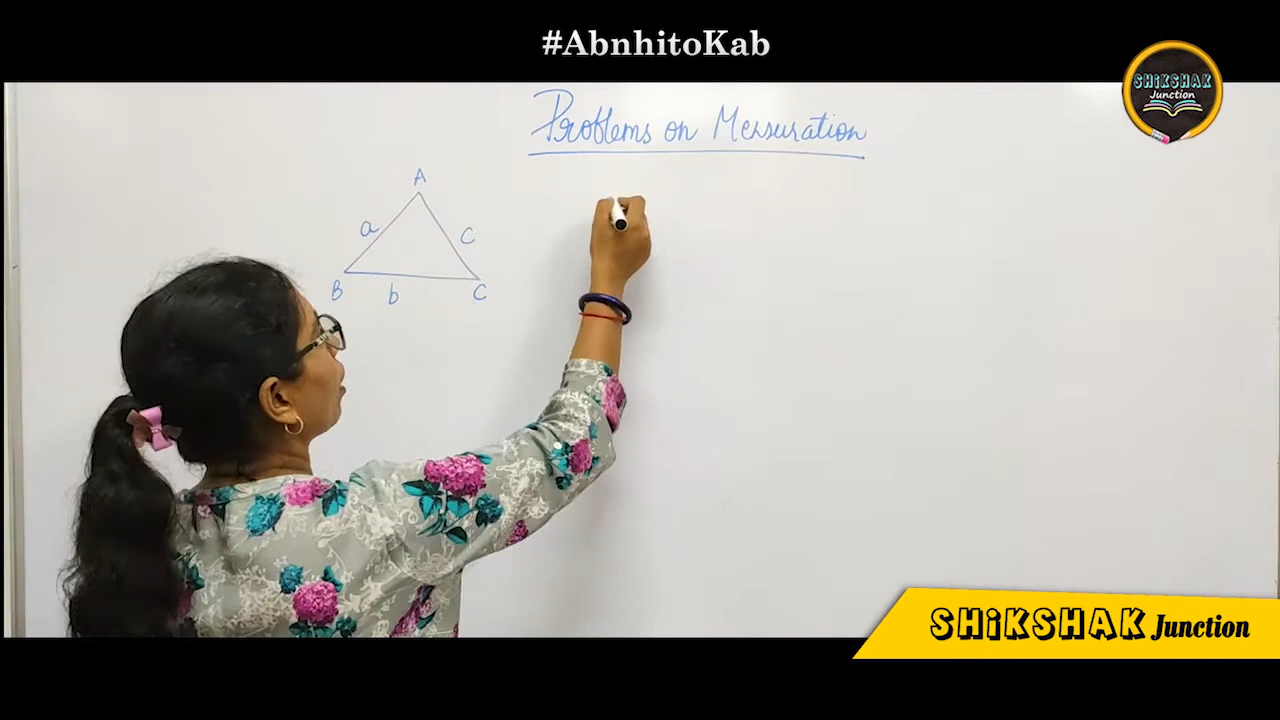 #AbnhitoKab
SHiKSHAK
Junction
Problems on Mensuration
A
a
C
B
b
C
SHiKSHAK Junction